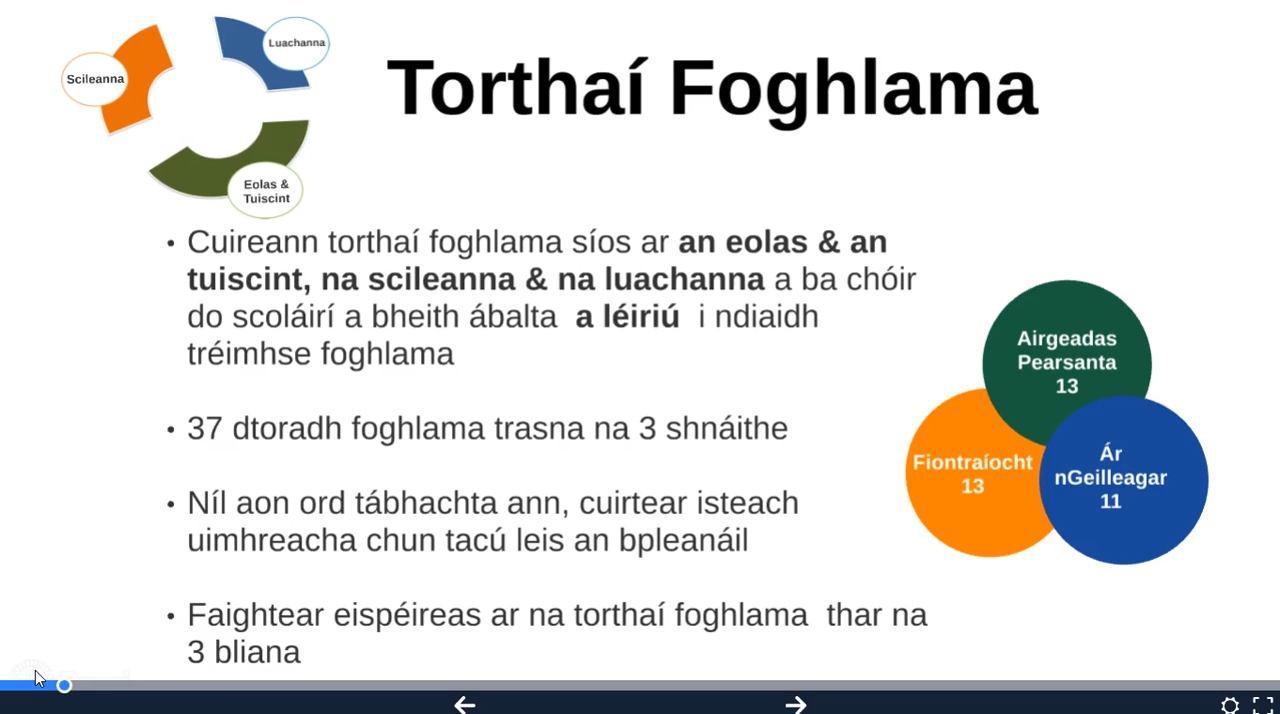 Luachanna
Scileanna
Eolas &
Tuiscint
Torthaí Foghlama
• Cuireann torthaí foghlama síos ar an eolas & an
tuiscint, na scileanna & na luachanna a ba chóir
do scoláirí a bheith ábalta a léiriú i ndiaidh
tréimhse foghlama
• 37 dtoradh foghlama trasna na 3 shnáithe
• Níl aon ord tábhachta ann, cuirtear isteach
uimhreacha chun tacú leis an bpleanáil
• Faightear eispéireas ar na torthaí foghlama thar na
3 bliana
Airgeadas
Pearsanta
13
Fiontraíocht
13
Ár
nGeilleagar
11